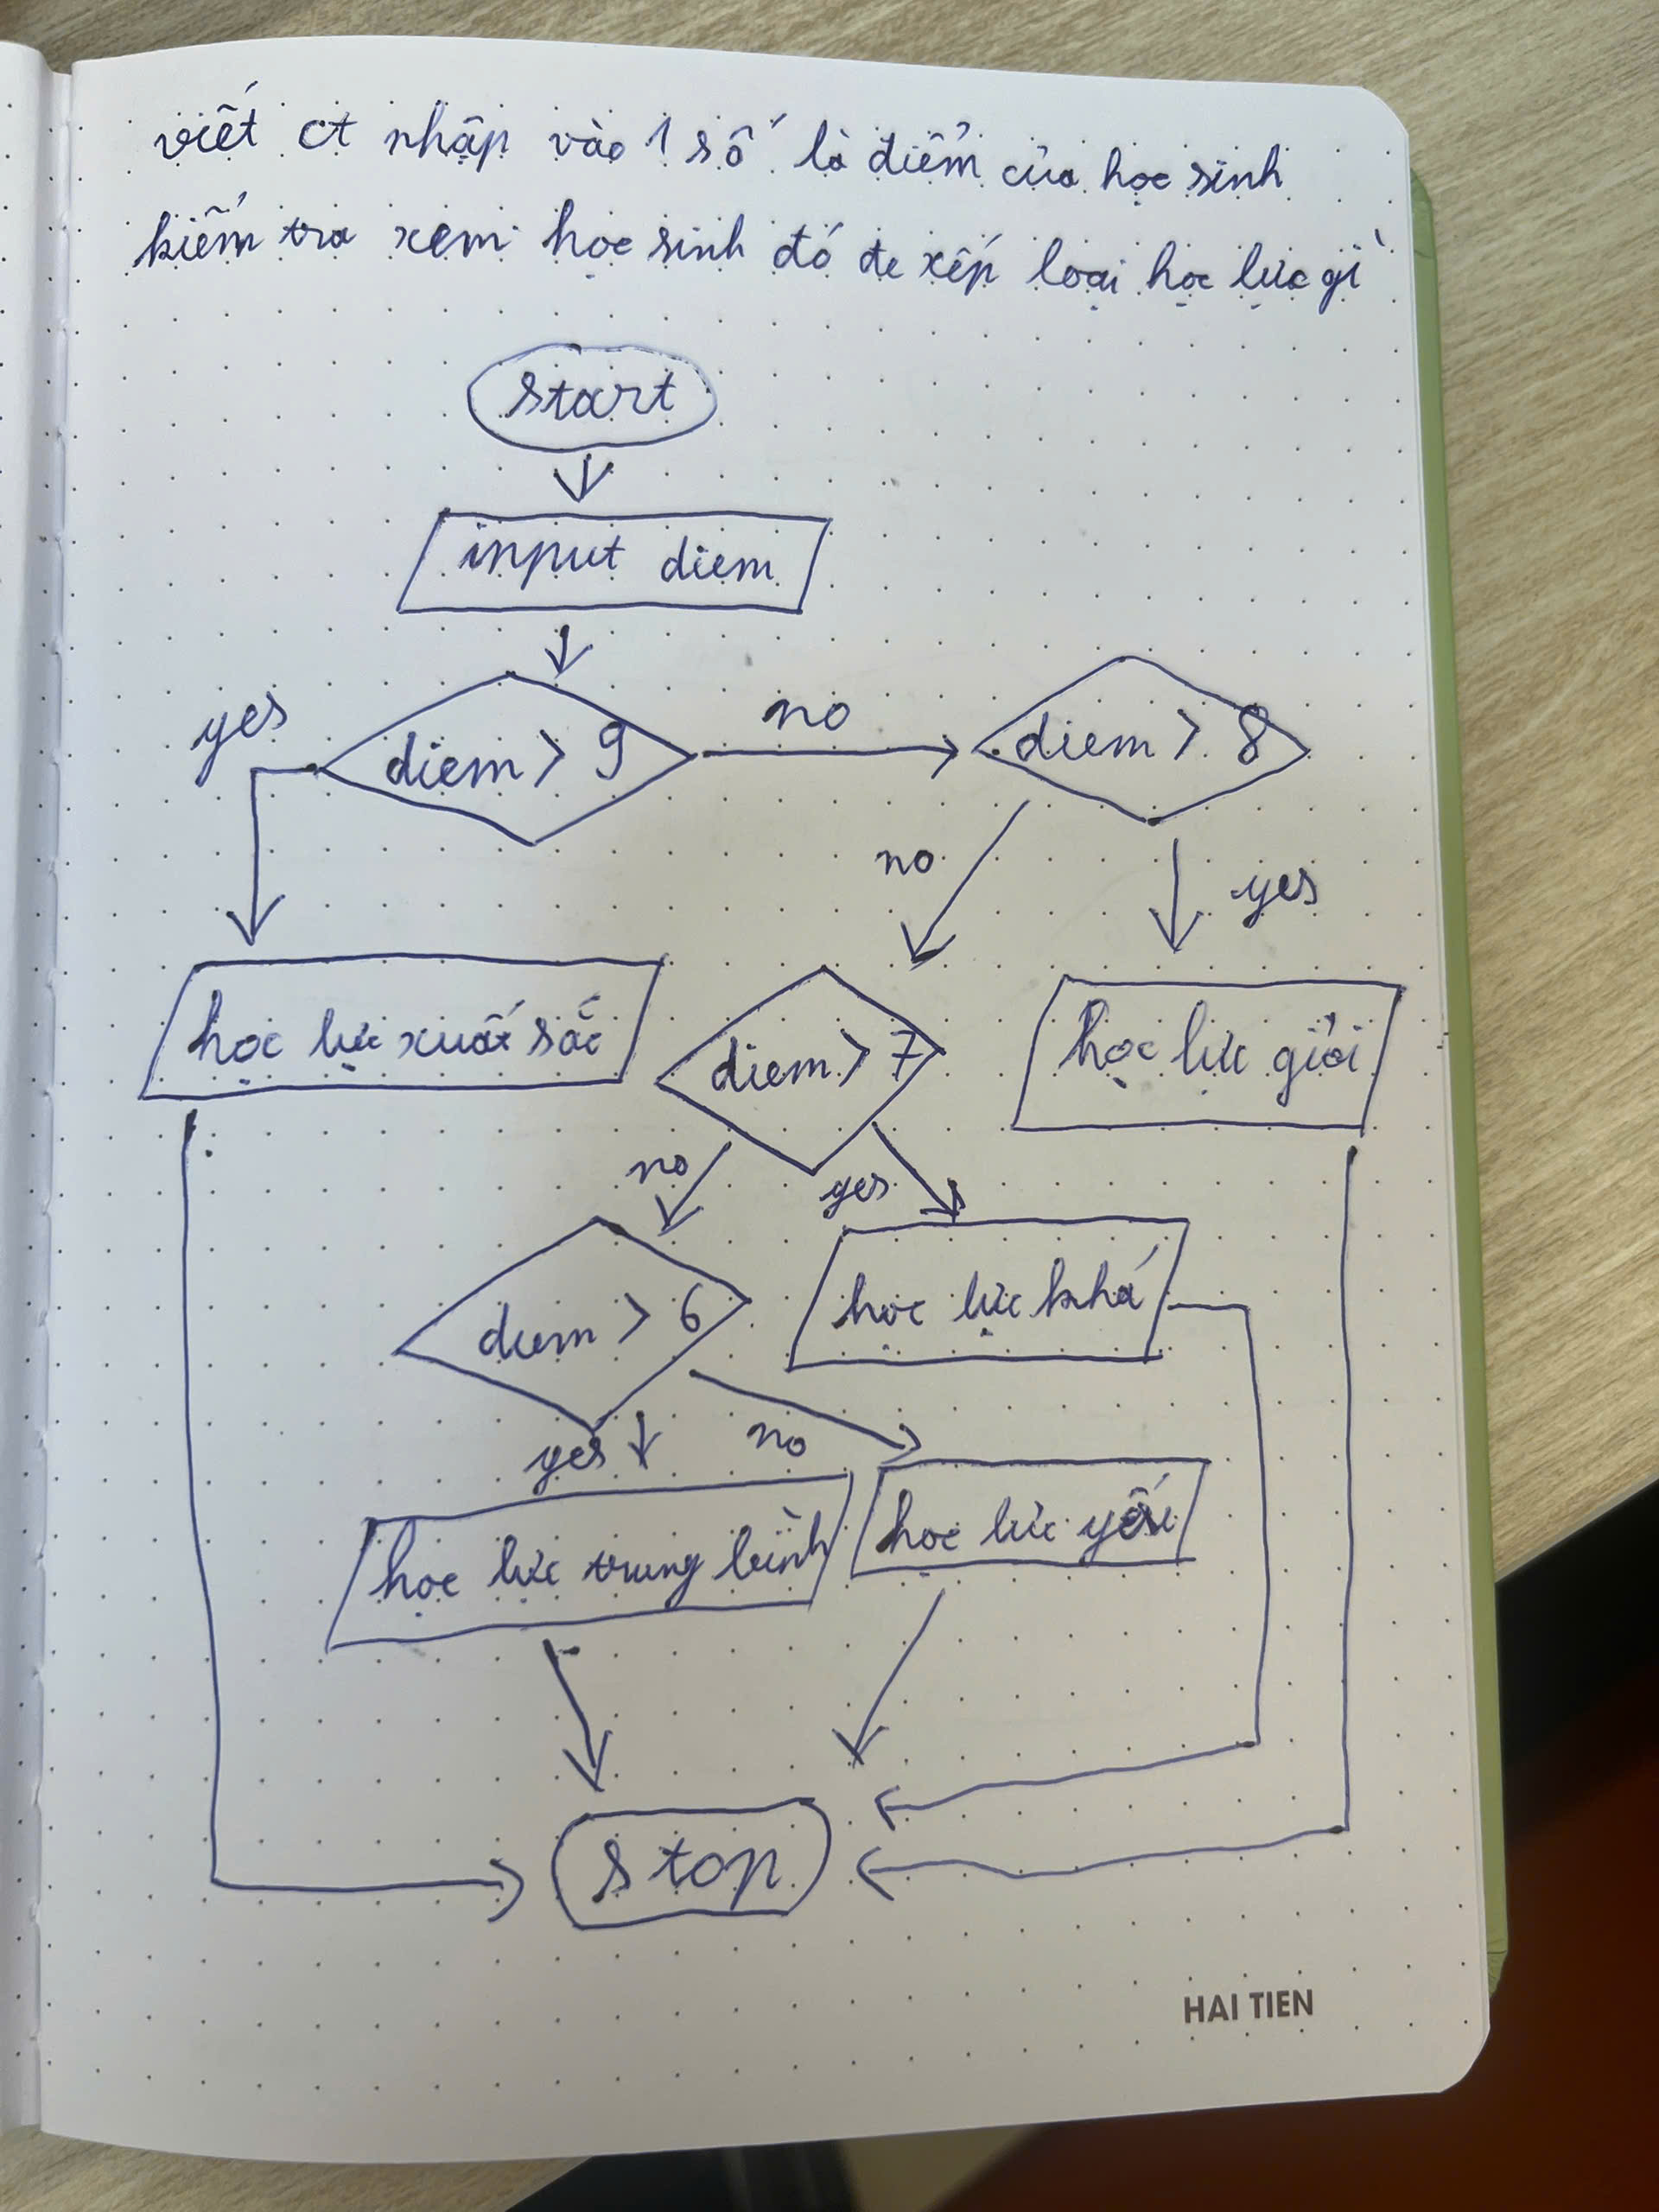 viết ct nhập vào 1 số là điểm của học sinh
kiểm tra xem học sinh đó đc xếp loại học lực gì
start
input diem
yes
diem > 9
no
diem > 8
no
yes
học lực xuất sắc
diem > 7
học lực giỏi
no
yes
diem > 6
học lực khá
yes
no
học lực trung bình
học lực yếu
stop
HAI TIEN